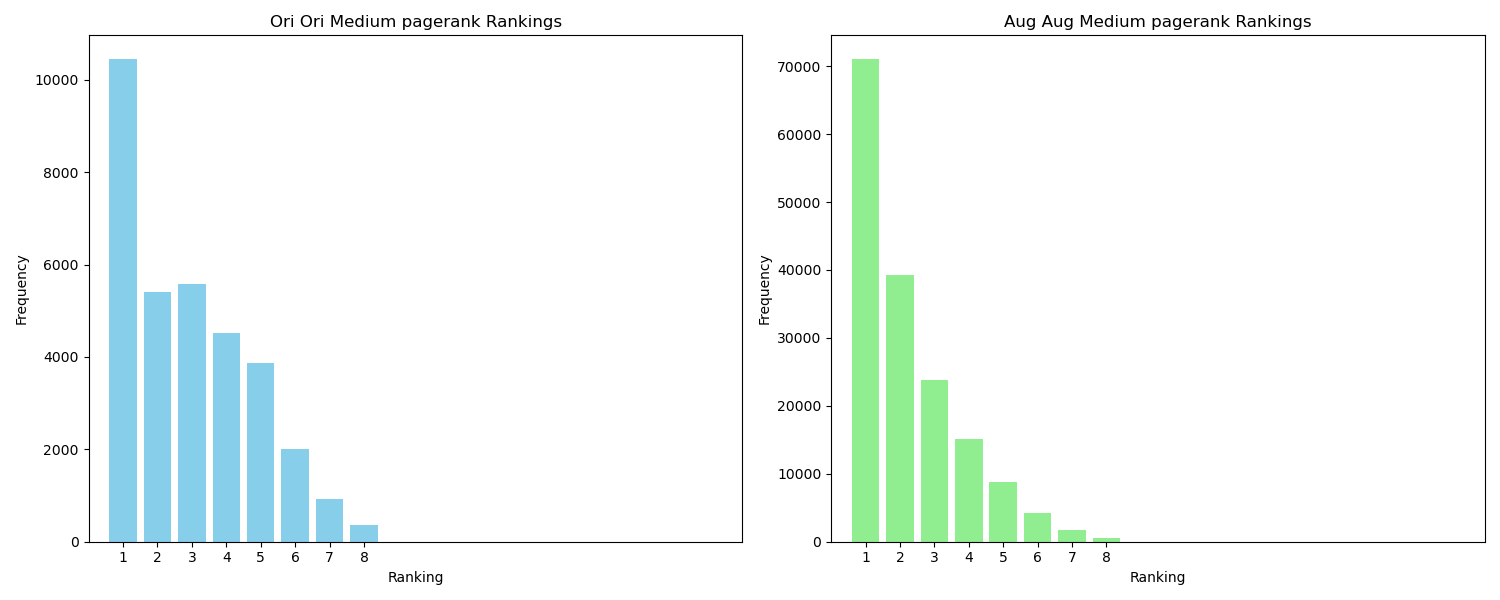 Ori Ori Medium pagerank Rankings
Frequency
10000
8000
6000
4000
2000
0
1 2 3 4 5 6 7 8
Ranking
Aug Aug Medium pagerank Rankings
Frequency
70000
60000
50000
40000
30000
20000
10000
0
1 2 3 4 5 6 7 8
Ranking